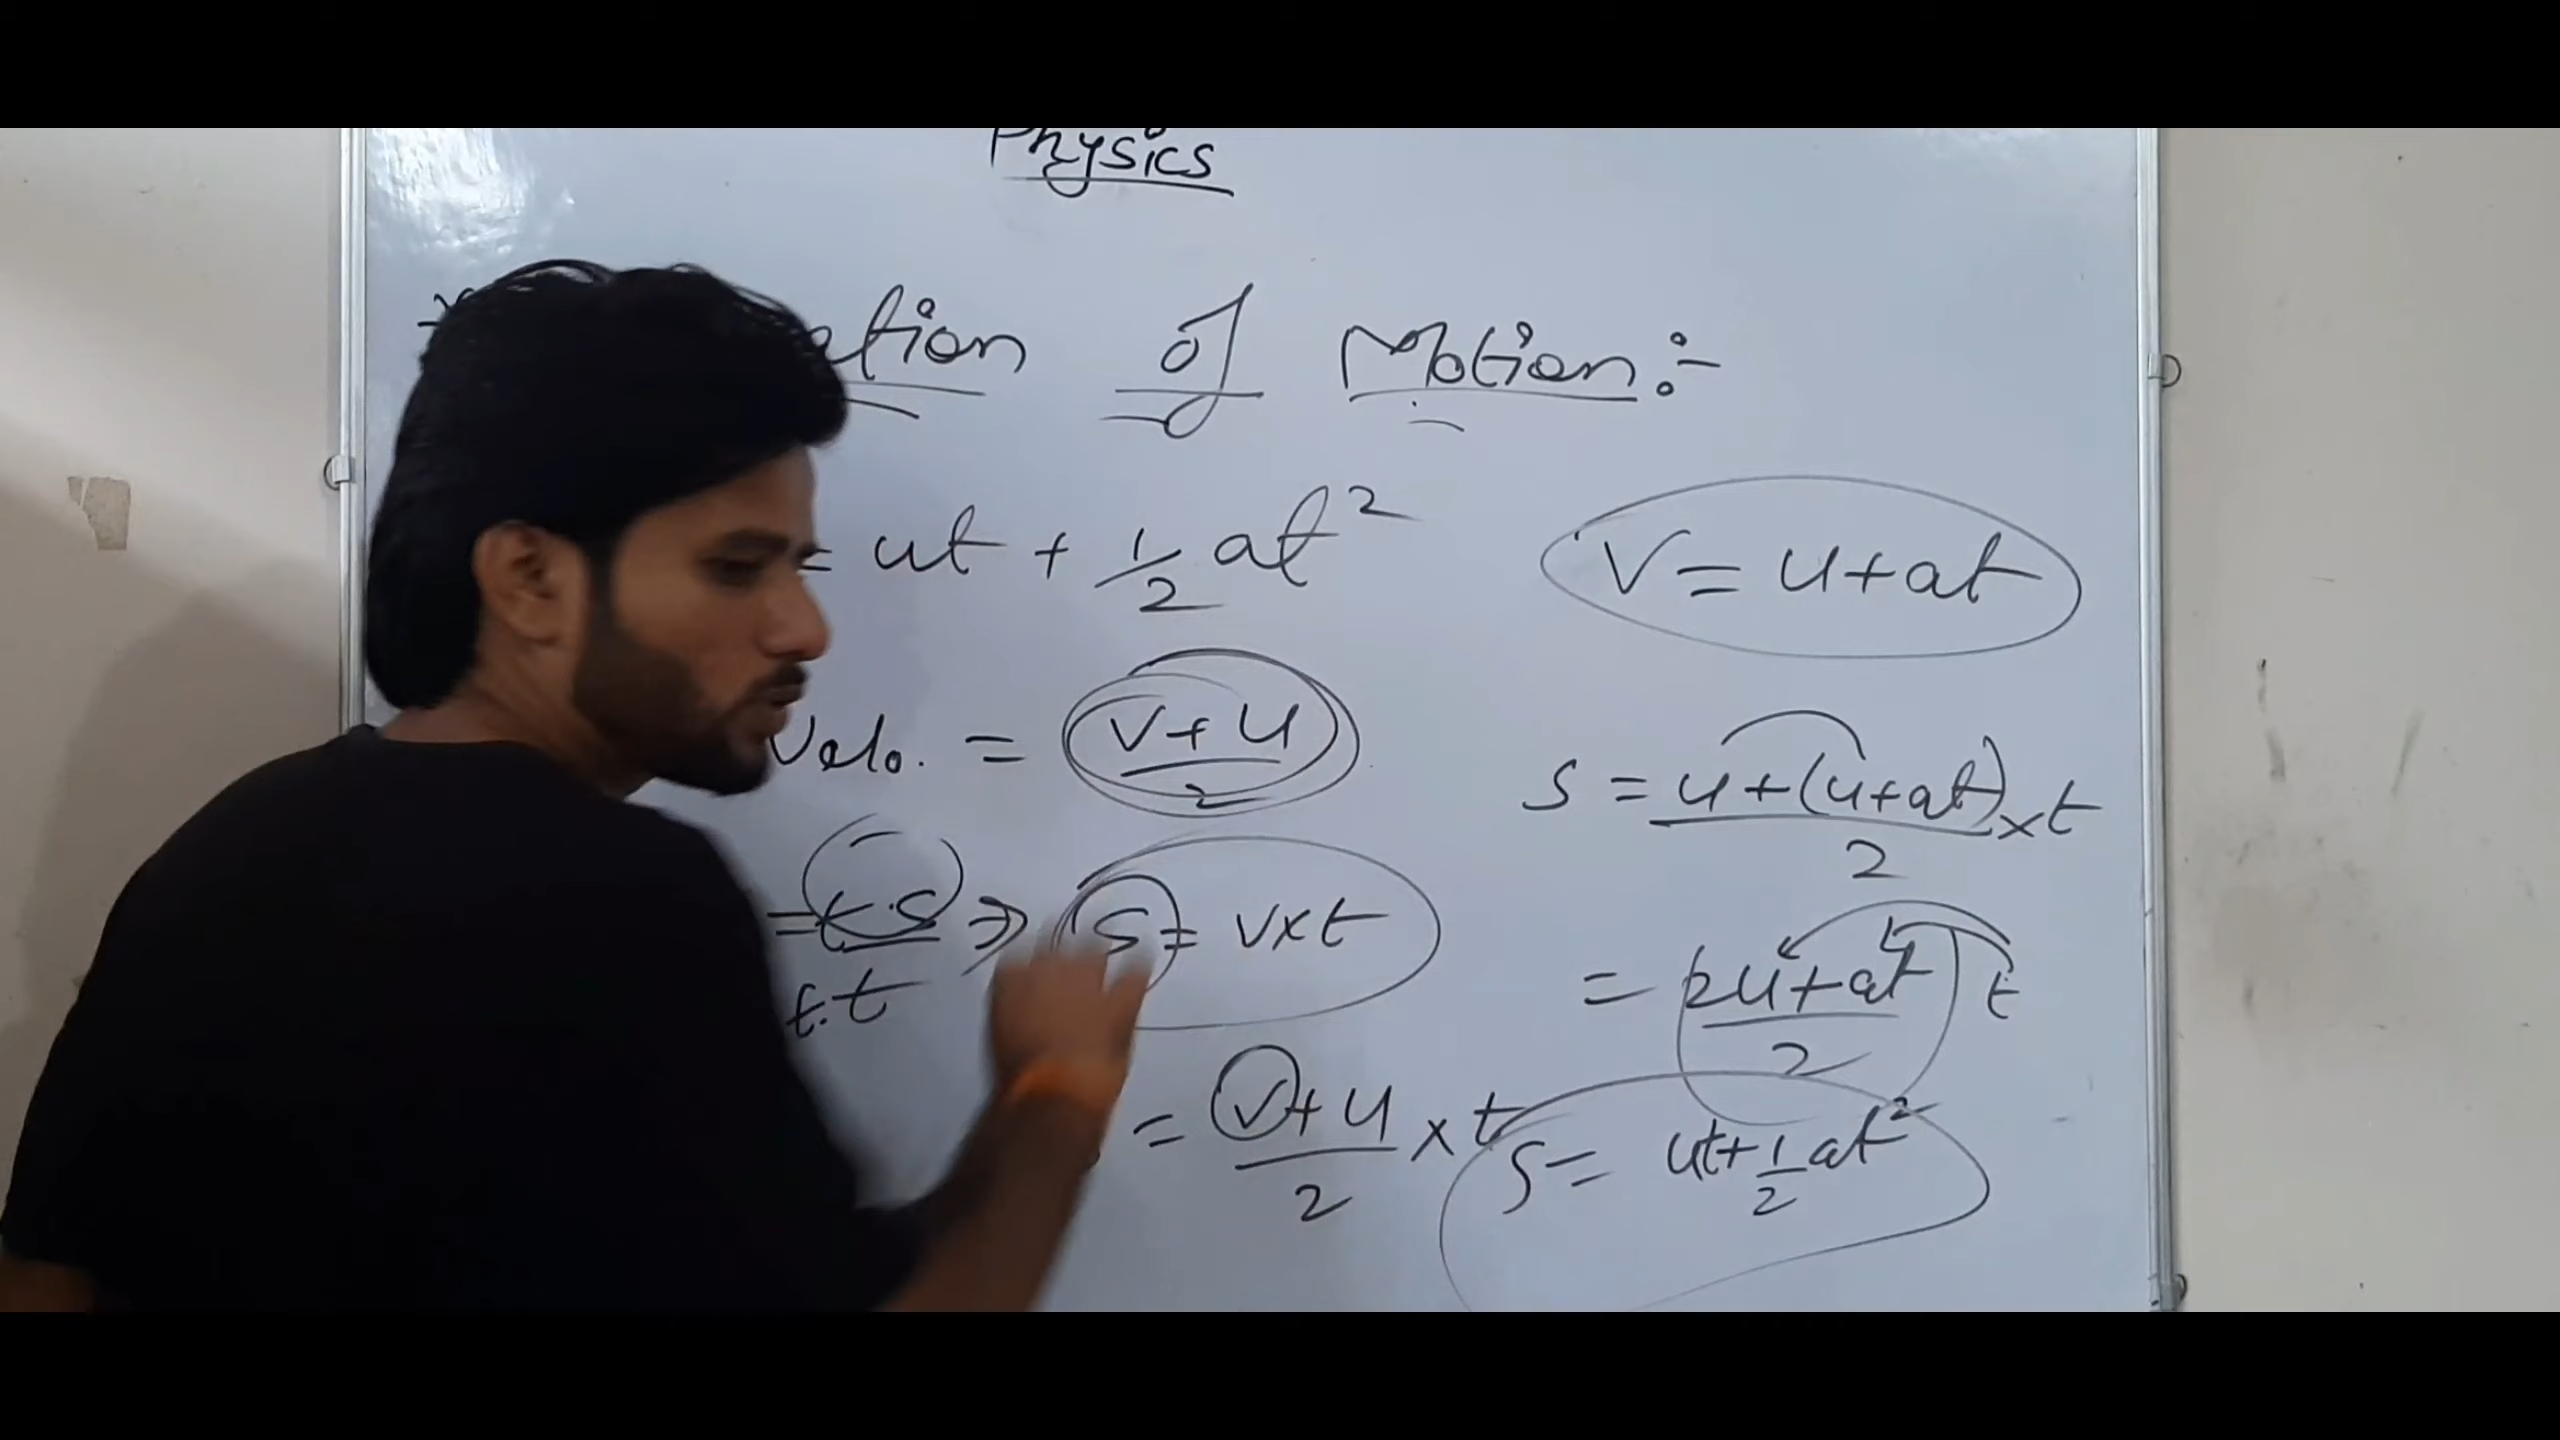 Physics
of Motion :-
= ut + 1/2 at²
V = u + at
Velo. = (v + u)/2
S = (u + (u + at))/2 × t
= t.s/t.t ⇒ S = v × t
= (2u + at)/2 t
= (v + u)/2 × t
S = ut + 1/2 at²